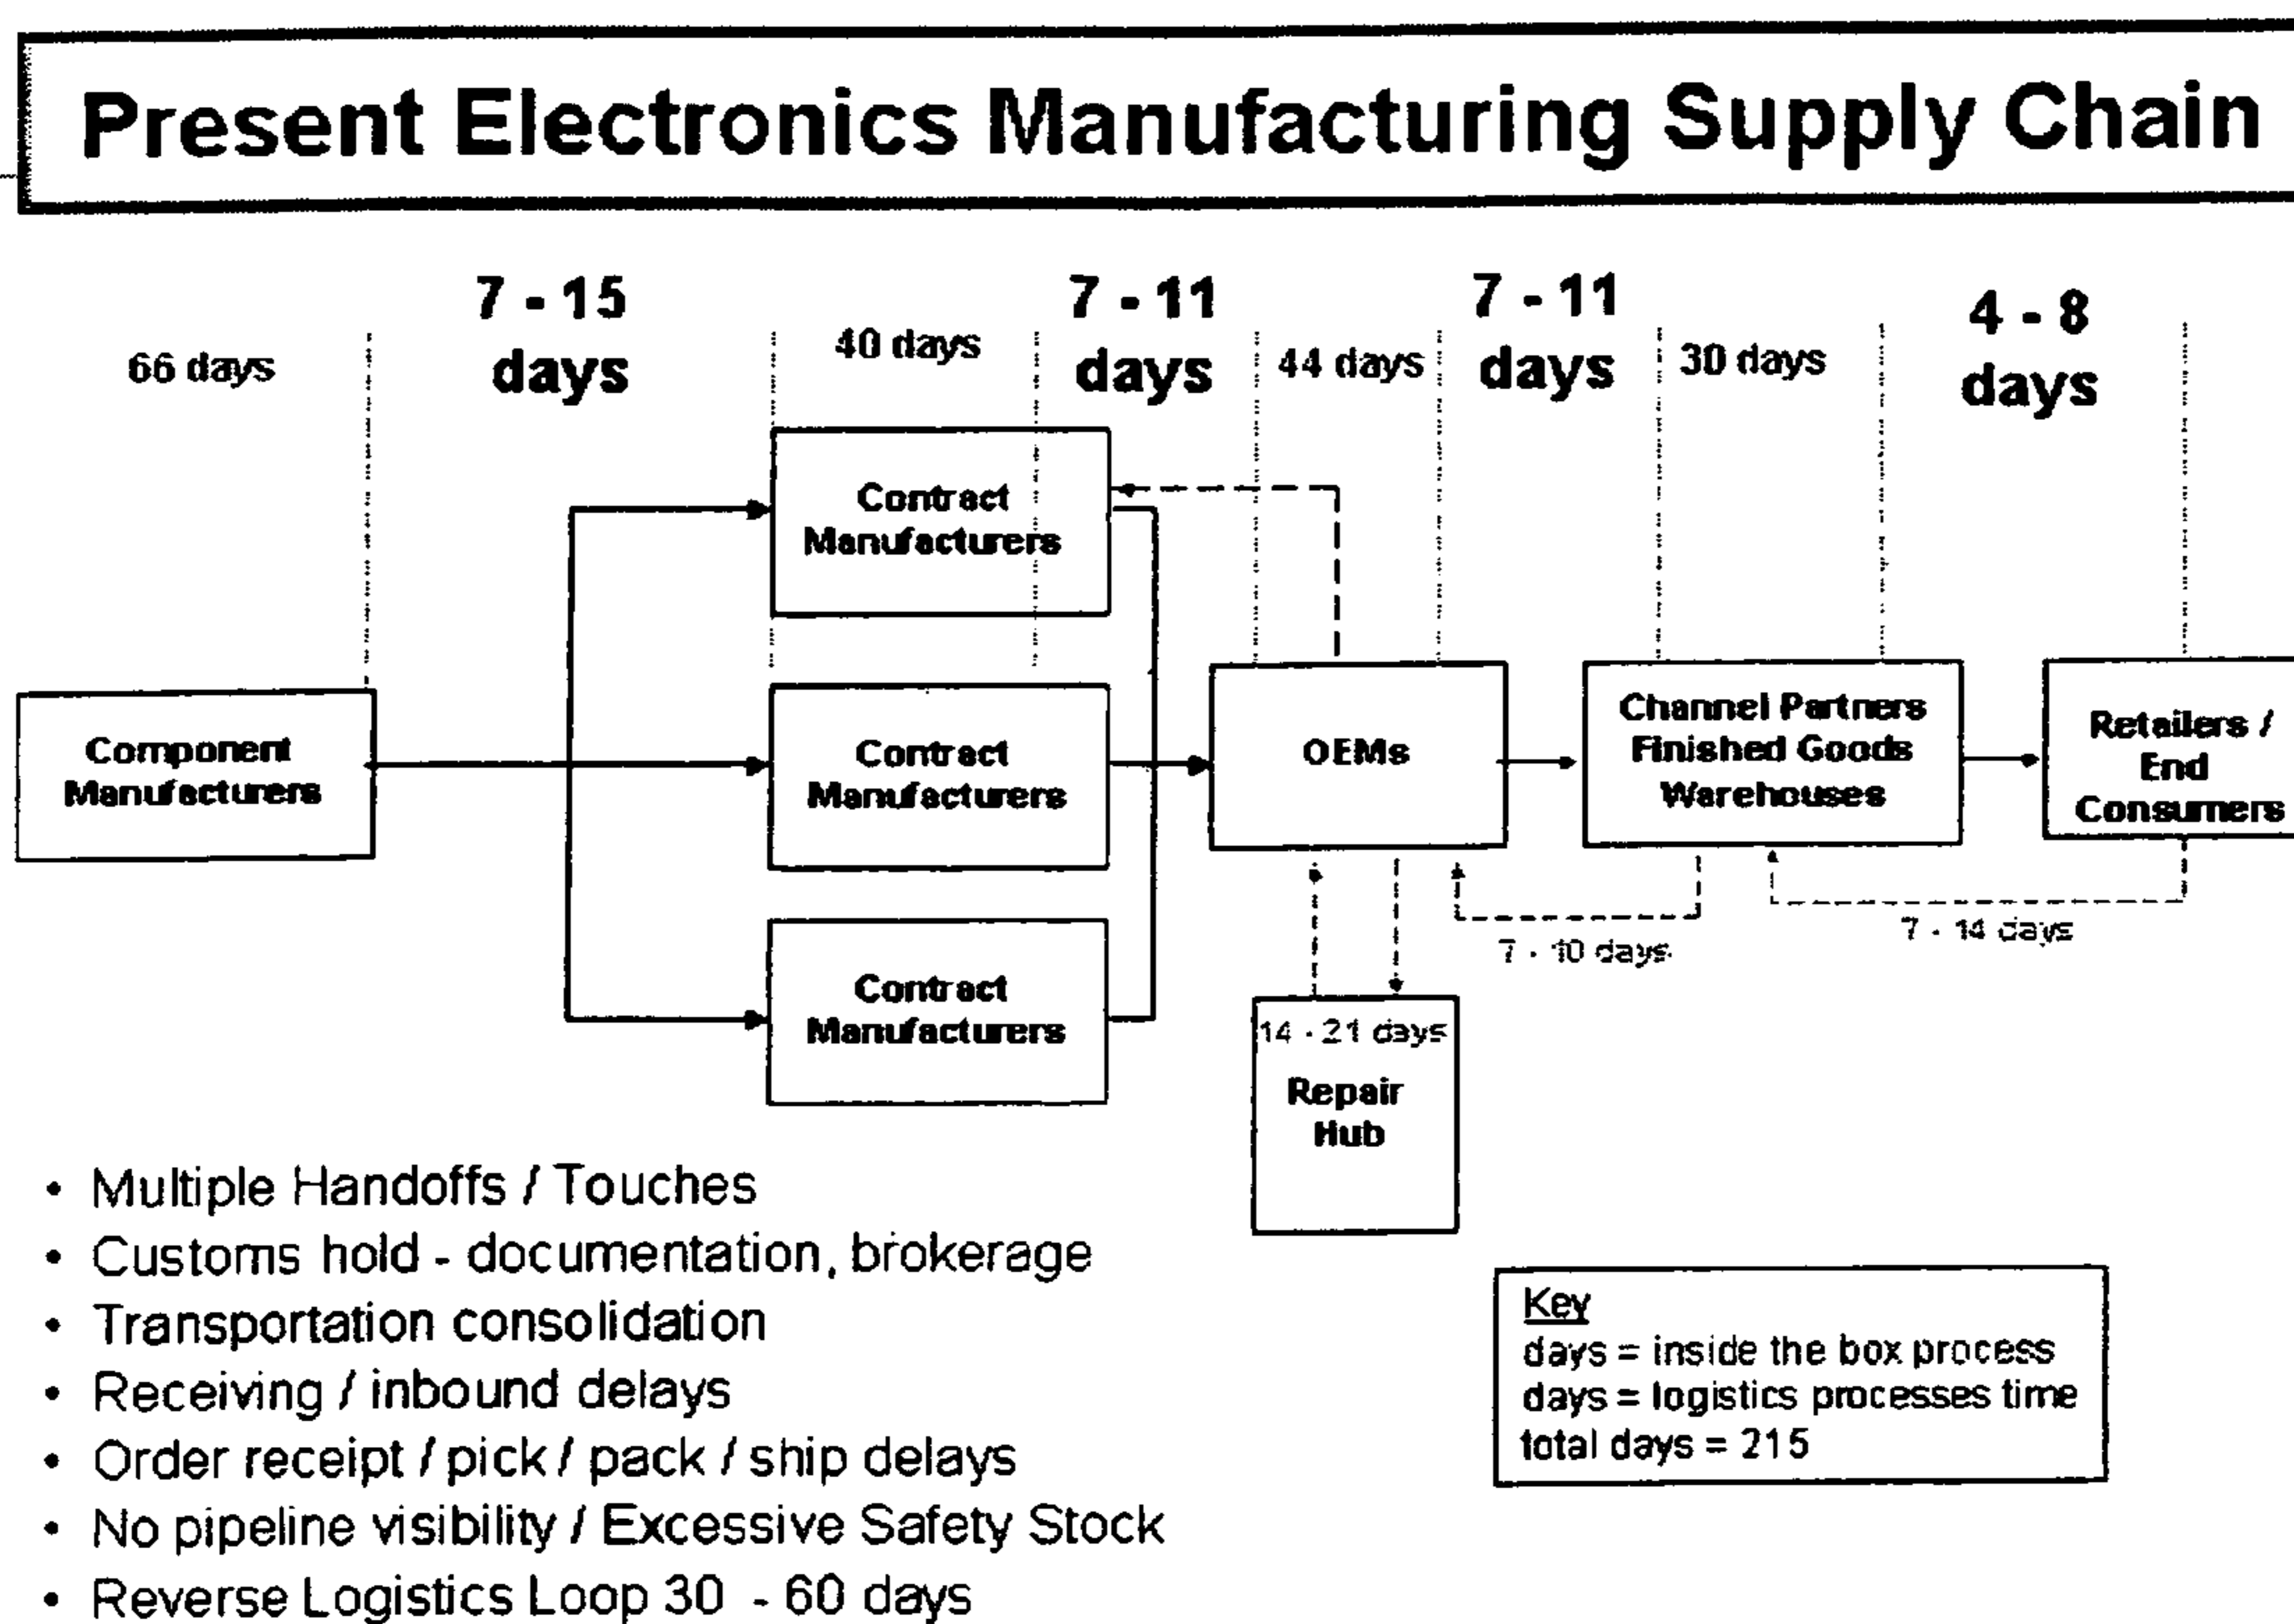 Present Electronics Manufacturing Supply Chain
66 days
7 - 15
days
40 days
7 - 11
days
44 days
7 - 11
days
30 days
4 - 8
days
Contract
Manufacturers
Component
Manufacturers
Contract
Manufacturers
OEMs
Channel Partners
Finished Goods
Warehouses
Retailers /
End
Consumers
7 - 10 days
7 - 14 days
Contract
Manufacturers
14 - 21 days
Repair
Hub
• Multiple Handoffs / Touches
• Customs hold - documentation, brokerage
• Transportation consolidation
• Receiving / inbound delays
• Order receipt / pick / pack / ship delays
• No pipeline visibility / Excessive Safety Stock
• Reverse Logistics Loop 30 - 60 days
Key
days = inside the box process
days = logistics processes time
total days = 215